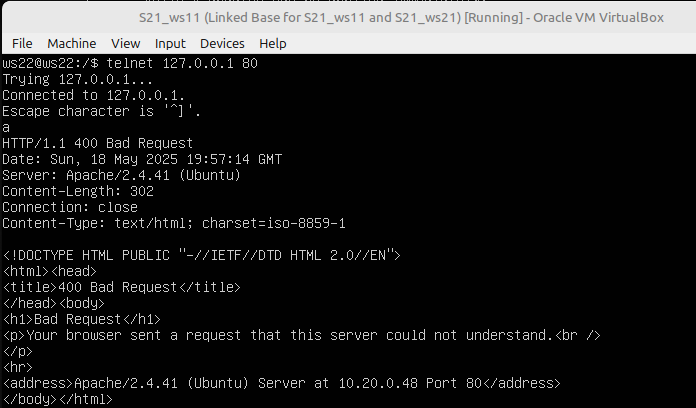 S21_ws11 (Linked Base for S21_ws11 and S21_ws21) [Running] - Oracle VM VirtualBox
File Machine View Input Devices Help
ws22@ws22:/$ telnet 127.0.0.1 80
Trying 127.0.0.1...
Connected to 127.0.0.1.
Escape character is '^]'.
a
HTTP/1.1 400 Bad Request
Date: Sun, 18 May 2025 19:57:14 GMT
Server: Apache/2.4.41 (Ubuntu)
Content-Length: 302
Connection: close
Content-Type: text/html; charset=iso-8859-1
<!DOCTYPE HTML PUBLIC "-//IETF//DTD HTML 2.0//EN">
<html><head>
<title>400 Bad Request</title>
</head><body>
<h1>Bad Request</h1>
<p>Your browser sent a request that this server could not understand.<br />
</p>
<hr>
<address>Apache/2.4.41 (Ubuntu) Server at 10.20.0.48 Port 80</address>
</body></html>